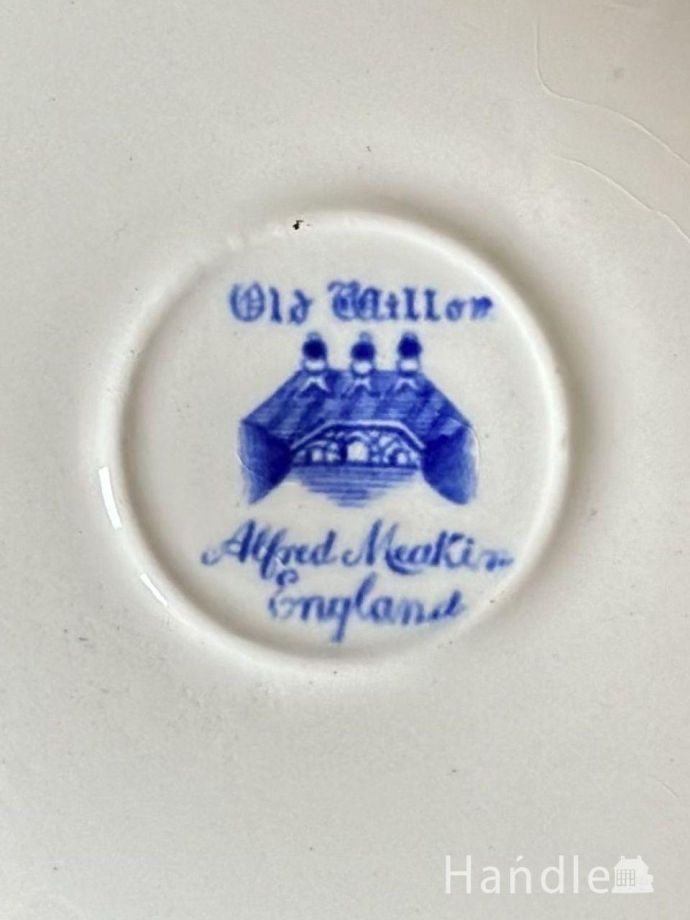 Old Willow
Alfred Meakin
England
Handle